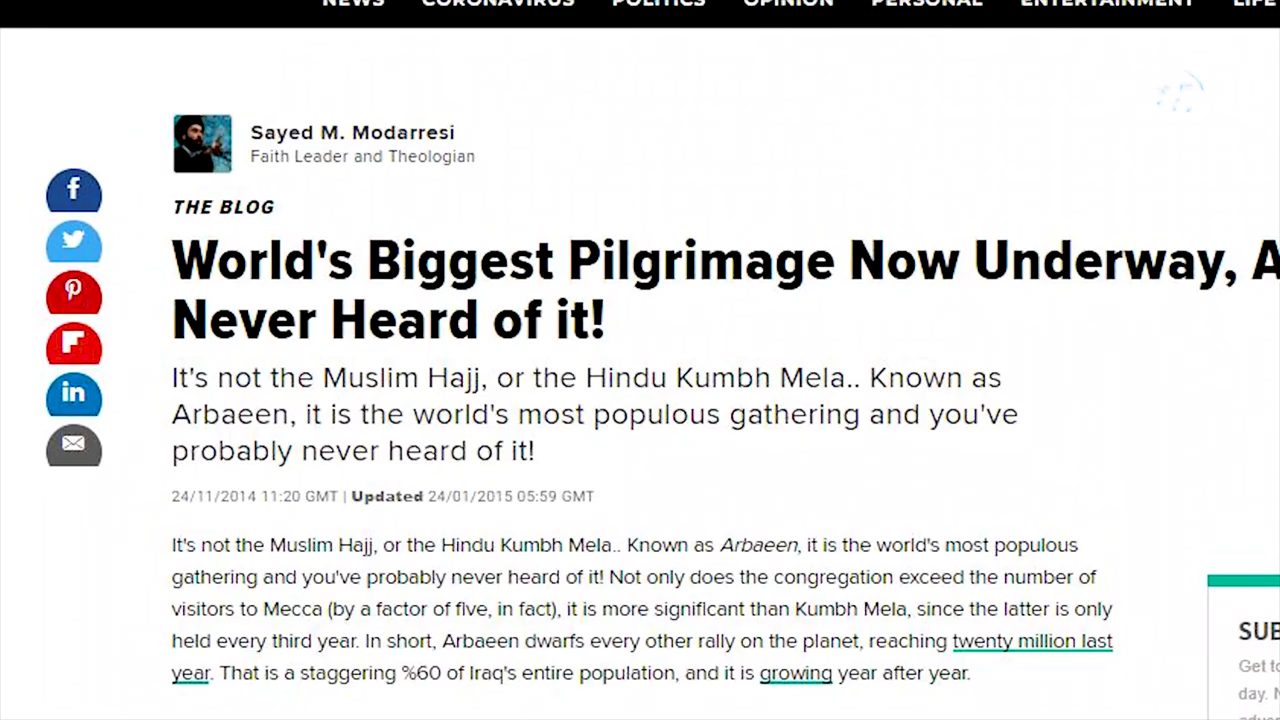 NEWS CORONAVIRUS POLITICS OPINION PERSONAL ENTERTAINMENT LIFE
Sayed M. Modarresi
Faith Leader and Theologian
THE BLOG
World's Biggest Pilgrimage Now Underway, A
Never Heard of it!
It's not the Muslim Hajj, or the Hindu Kumbh Mela.. Known as
Arbaeen, it is the world's most populous gathering and you've
probably never heard of it!
24/11/2014 11:20 GMT | Updated 24/01/2015 05:59 GMT
It's not the Muslim Hajj, or the Hindu Kumbh Mela.. Known as Arbaeen, it is the world's most populous
gathering and you've probably never heard of it! Not only does the congregation exceed the number of
visitors to Mecca (by a factor of five, in fact), it is more significant than Kumbh Mela, since the latter is only
held every third year. In short, Arbaeen dwarfs every other rally on the planet, reaching twenty million last
year. That is a staggering %60 of Iraq's entire population, and it is growing year after year.
SUB
Get to
day. N